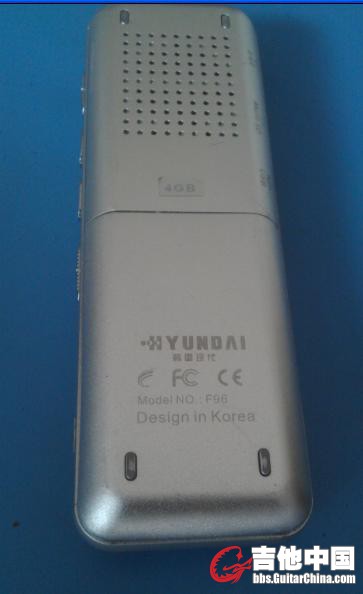 4GB
HYUNDAI
韩国现代
FC CE
Model NO.: F96
Design in Korea
吉他中国
bbs.GuitarChina.com